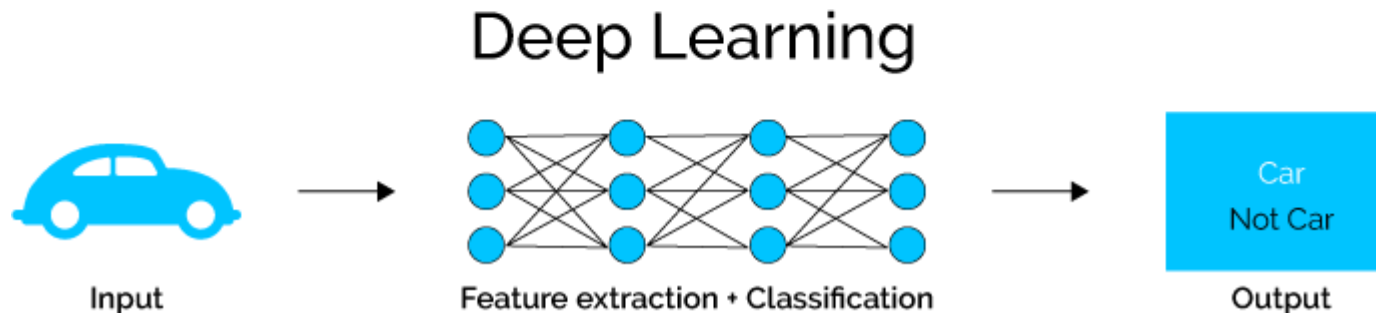 Deep Learning
Car
Not Car
Input
Feature extraction + Classification
Output